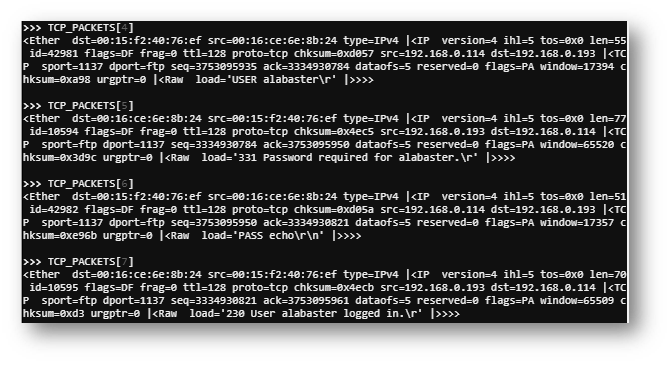 >>> TCP_PACKETS[4]
<Ether  dst=00:15:f2:40:76:ef src=00:16:ce:6e:8b:24 type=IPv4 |<IP  version=4 ihl=5 tos=0x0 len=55
 id=42981 flags=DF frag=0 ttl=128 proto=tcp chksum=0xd057 src=192.168.0.114 dst=192.168.0.193 |<TC
P  sport=1137 dport=ftp seq=3753095935 ack=3334930784 dataofs=5 reserved=0 flags=PA window=17394 c
hksum=0xa98 urgptr=0 |<Raw  load='USER alabaster\r' |>>>>
>>> TCP_PACKETS[5]
<Ether  dst=00:16:ce:6e:8b:24 src=00:15:f2:40:76:ef type=IPv4 |<IP  version=4 ihl=5 tos=0x0 len=77
 id=10594 flags=DF frag=0 ttl=128 proto=tcp chksum=0x4ec5 src=192.168.0.193 dst=192.168.0.114 |<TC
P  sport=ftp dport=1137 seq=3334930784 ack=3753095950 dataofs=5 reserved=0 flags=PA window=65520 c
hksum=0x3d9c urgptr=0 |<Raw  load='331 Password required for alabaster.\r' |>>>>
>>> TCP_PACKETS[6]
<Ether  dst=00:15:f2:40:76:ef src=00:16:ce:6e:8b:24 type=IPv4 |<IP  version=4 ihl=5 tos=0x0 len=51
 id=42982 flags=DF frag=0 ttl=128 proto=tcp chksum=0xd05a src=192.168.0.114 dst=192.168.0.193 |<TC
P  sport=1137 dport=ftp seq=3753095950 ack=3334930821 dataofs=5 reserved=0 flags=PA window=17357 c
hksum=0xe96b urgptr=0 |<Raw  load='PASS echo\r\n' |>>>>
>>> TCP_PACKETS[7]
<Ether  dst=00:16:ce:6e:8b:24 src=00:15:f2:40:76:ef type=IPv4 |<IP  version=4 ihl=5 tos=0x0 len=70
 id=10595 flags=DF frag=0 ttl=128 proto=tcp chksum=0x4ecb src=192.168.0.193 dst=192.168.0.114 |<TC
P  sport=ftp dport=1137 seq=3334930821 ack=3753095961 dataofs=5 reserved=0 flags=PA window=65509 c
hksum=0xd3 urgptr=0 |<Raw  load='230 User alabaster logged in.\r' |>>>>